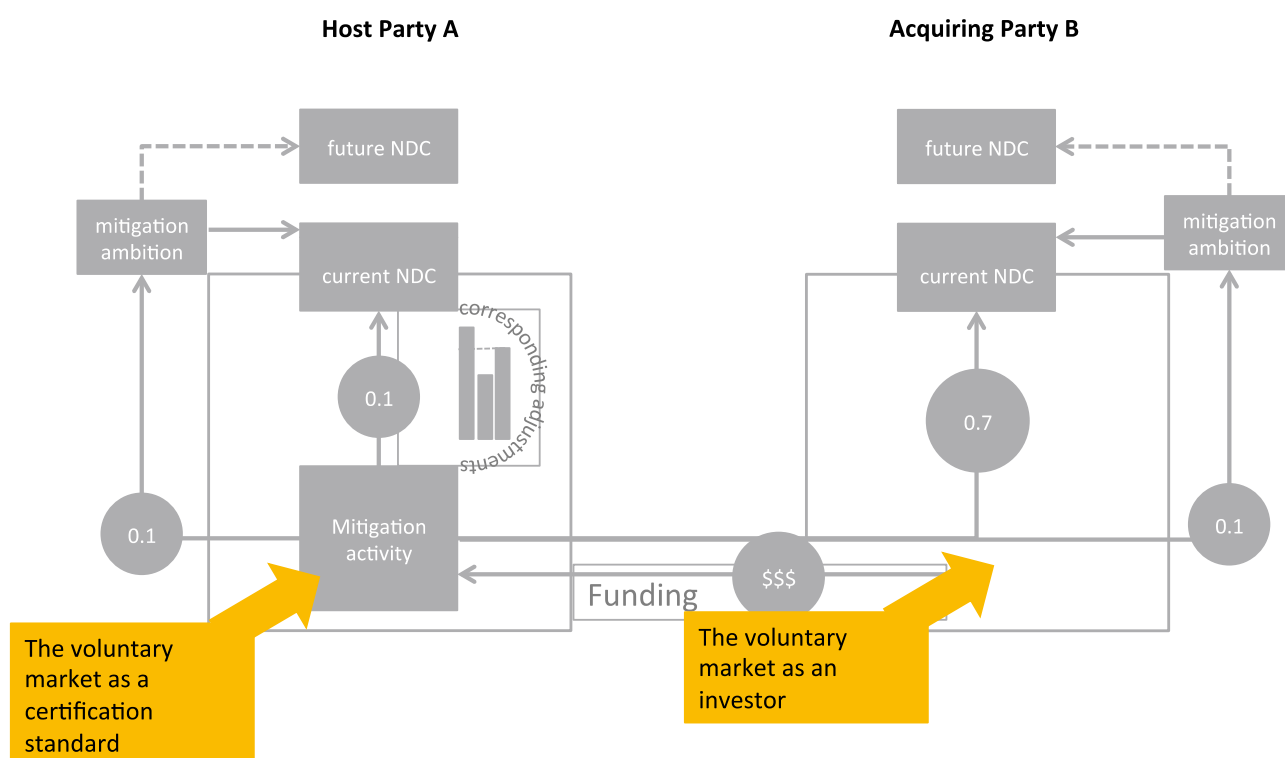 Host Party A
Acquiring Party B
future NDC
future NDC
mitigation
ambition
mitigation
ambition
current NDC
current NDC
corresponding adjustments
0.1
0.7
Mitigation
activity
0.1
0.1
$$$
Funding
The voluntary
market as a
certification
standard
The voluntary
market as an
investor